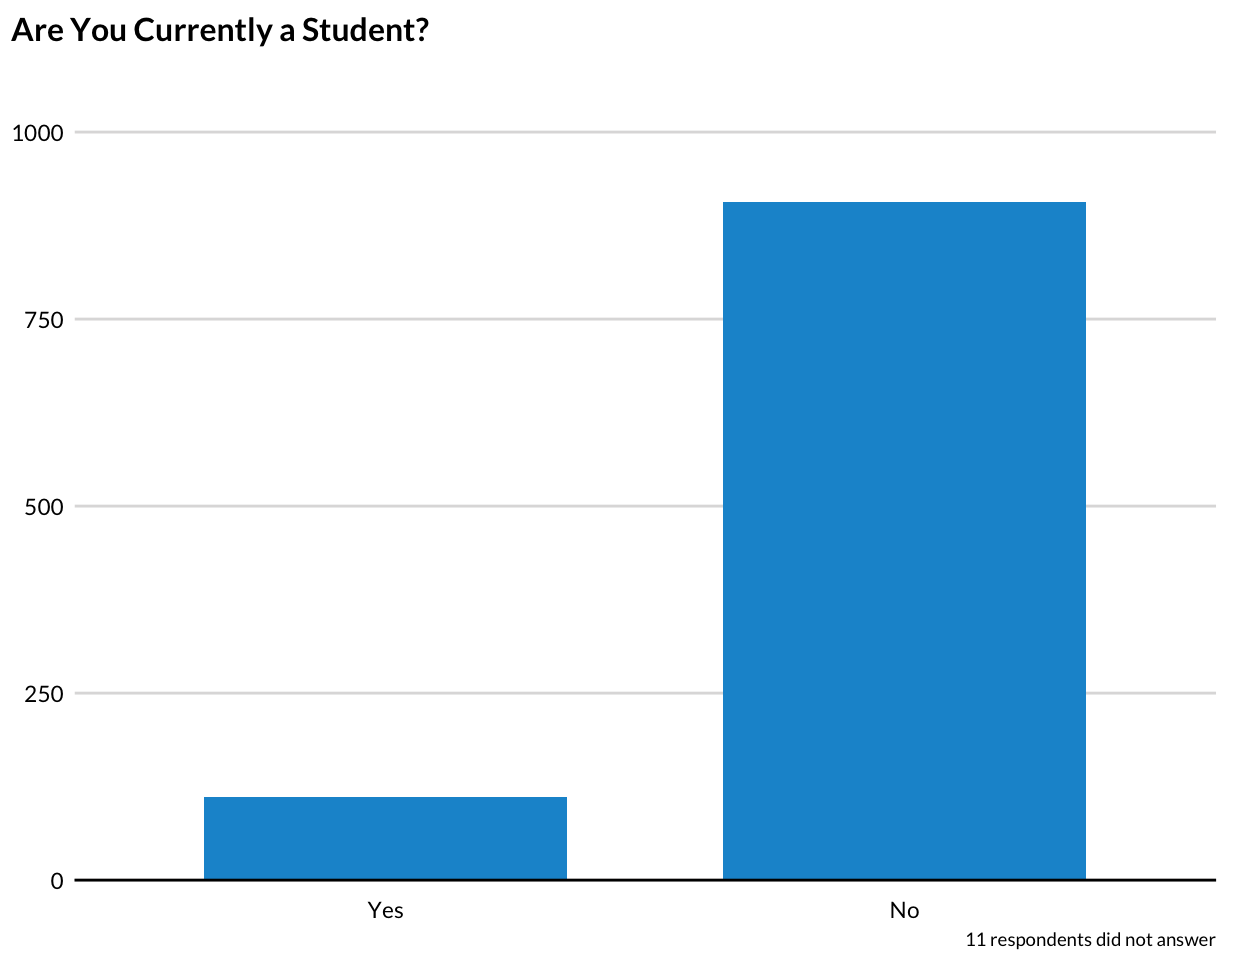 Are You Currently a Student?
1000
750
500
250
0
Yes No
11 respondents did not answer